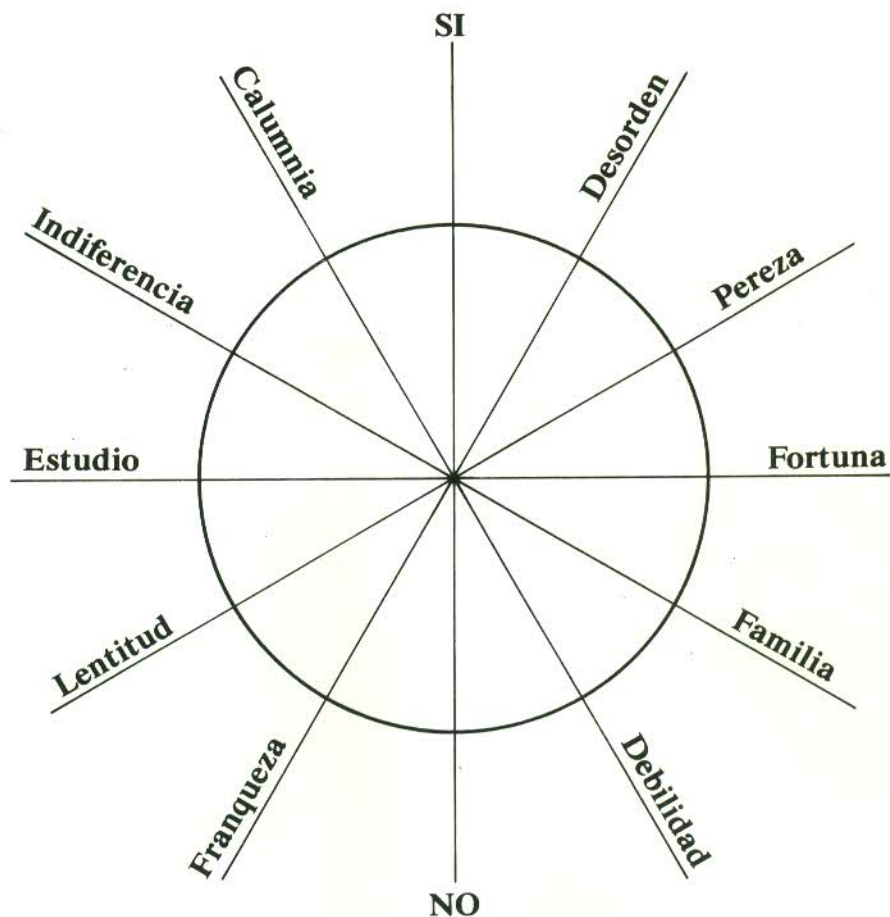 SI
Calumnia
Desorden
Indiferencia
Pereza
Estudio
Fortuna
Lentitud
Familia
Franqueza
Debilidad
NO